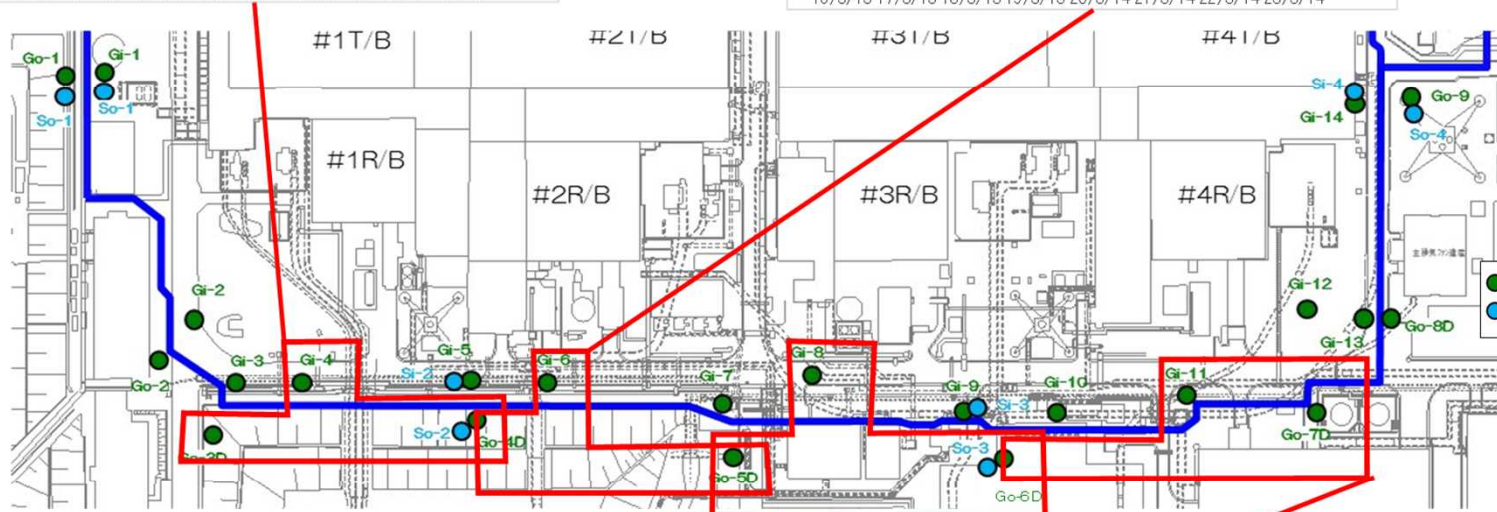 #1T/B
#2T/B
#3T/B
#4T/B
Go-1
Gi-1
So-1
So-1
Si-4
Gi-14
Go-9
So-4
#1R/B
#2R/B
#3R/B
#4R/B
Gi-2
Gi-12
Go-2
Gi-3
Gi-4
Gi-5
Si-2
Gi-6
Gi-7
Gi-8
Gi-9
Si-3
Gi-10
Gi-11
Gi-13
Go-8D
So-2
Go-4D
Go-3D
Go-5D
So-3
Go-6D
Go-7D